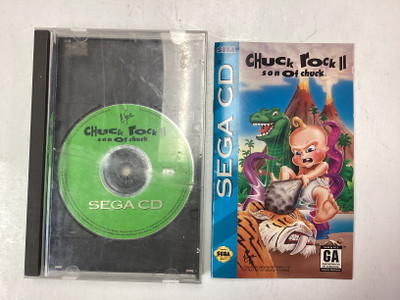 Virgin
CHUCK ROCK II
son Of chuck
SEGA CD
SEGA
CHUCK ROCK II
son Of chuck
SEGA CD
GA
SEGA